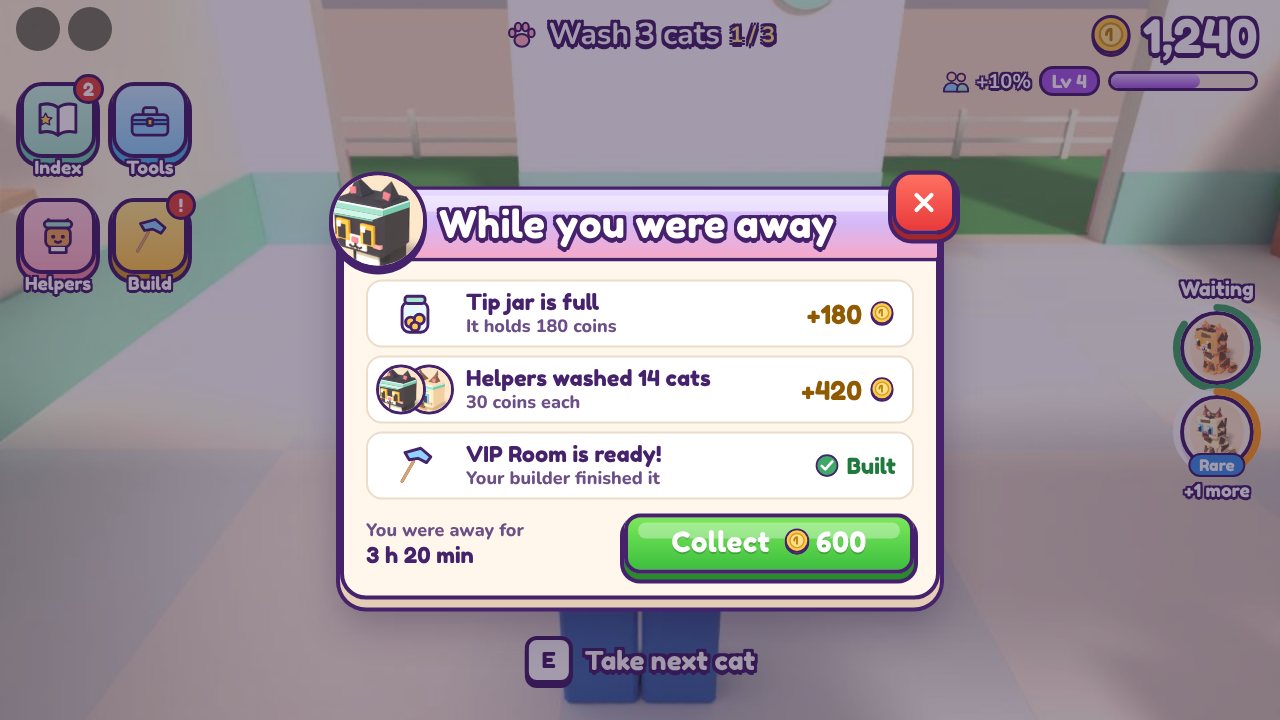 Wash 3 cats 1/3
1,240
+10%
Lv 4
2
Index
Tools
!
Helpers
Build
While you were away
Tip jar is full
It holds 180 coins
+180
Helpers washed 14 cats
30 coins each
+420
VIP Room is ready!
Your builder finished it
Built
You were away for
3 h 20 min
Collect 600
Waiting
Rare
+1 more
E
Take next cat